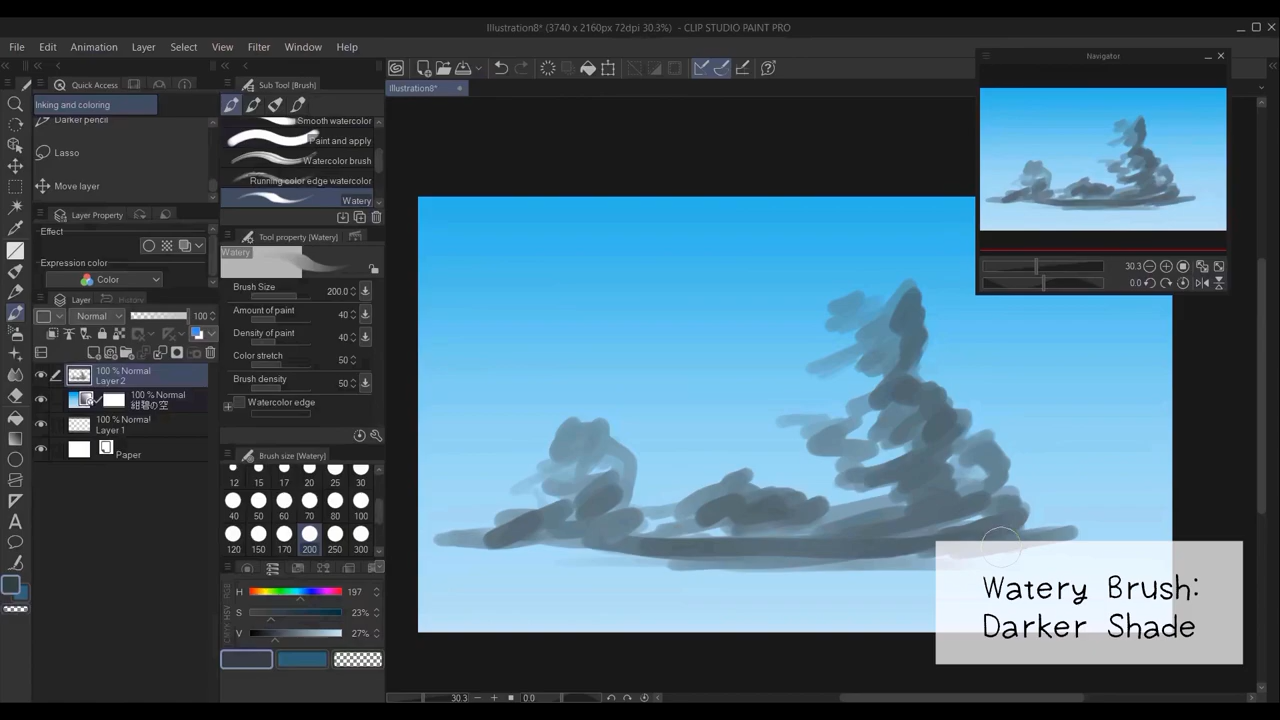 Illustration8* (3740 x 2160px 72dpi 30.3%) - CLIP STUDIO PAINT PRO
File Edit Animation Layer Select View Filter Window Help
Navigator
Quick Access
Sub Tool [Brush]
Illustration8*
Inking and coloring
Darker pencil
Lasso
Move layer
Smooth watercolor
Paint and apply
Watercolor brush
Running color edge watercolor
Watery
Layer Property
Effect
Expression color
Color
Tool property [Watery]
Watery
Brush Size 200.0
Amount of paint 40
Density of paint 40
Color stretch 50
Brush density 50
Watercolor edge
30.3
0.0
Layer History
Normal 100
100 % Normal
Layer 2
100 % Normal
紺碧の空
100 % Normal
Layer 1
Paper
Brush size [Watery]
12 15 17 20 25 30
40 50 60 70 80 100
120 150 170 200 250 300
H 197
S 23%
V 27%
Watery Brush:
Darker Shade
30.3 0.0